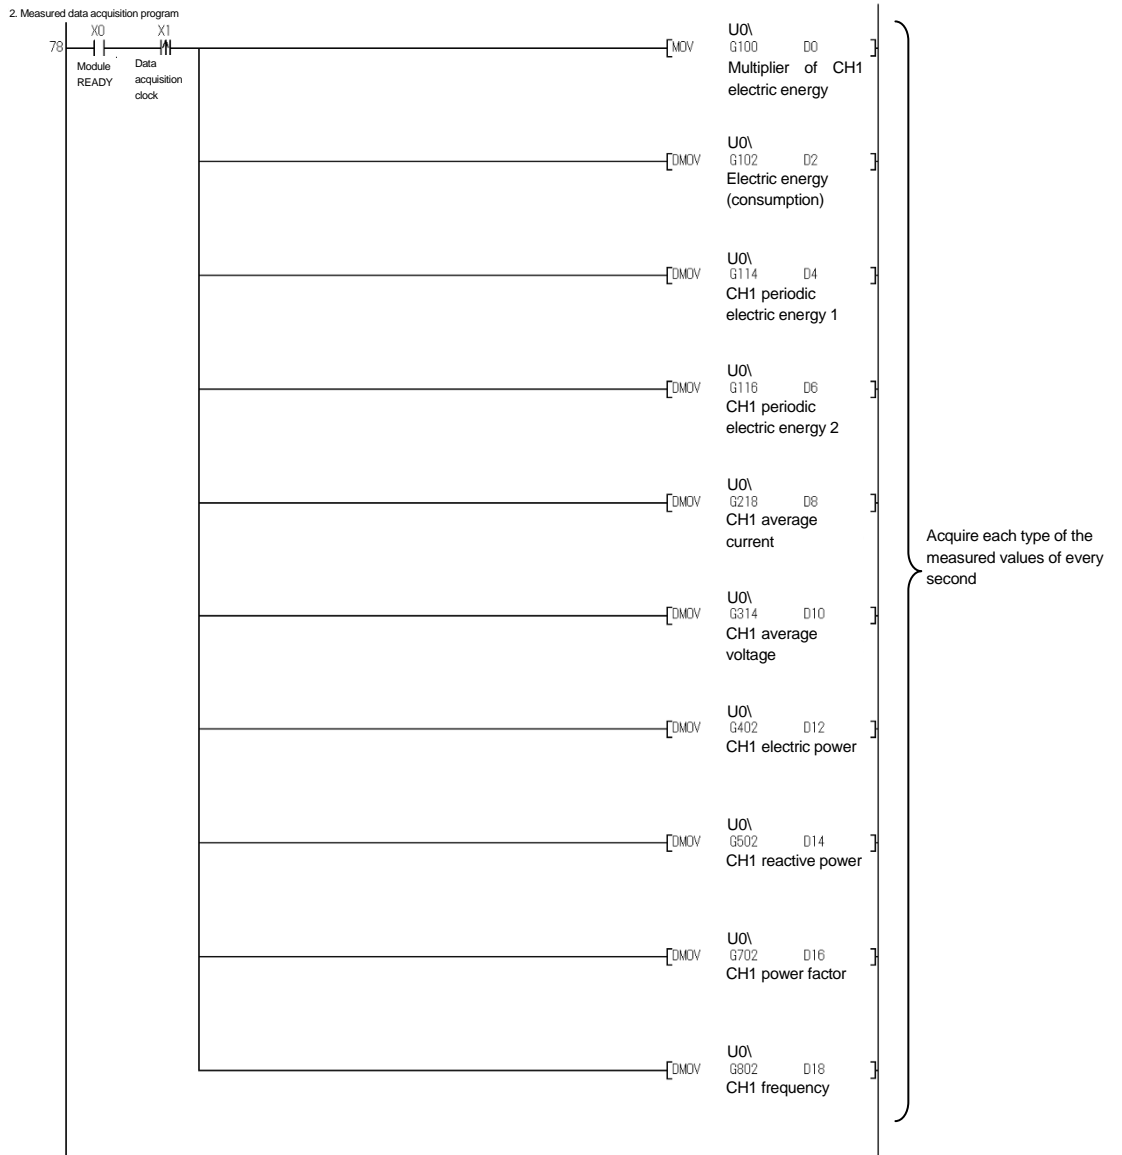 2. Measured data acquisition program
X0 X1
78
Module
READY
Data
acquisition
clock
U0\
MOV G100 D0
Multiplier of CH1
electric energy
U0\
DMOV G102 D2
Electric energy
(consumption)
U0\
DMOV G114 D4
CH1 periodic
electric energy 1
U0\
DMOV G116 D6
CH1 periodic
electric energy 2
U0\
DMOV G218 D8
CH1 average
current
U0\
DMOV G314 D10
CH1 average
voltage
U0\
DMOV G402 D12
CH1 electric power
U0\
DMOV G502 D14
CH1 reactive power
U0\
DMOV G702 D16
CH1 power factor
U0\
DMOV G802 D18
CH1 frequency
Acquire each type of the
measured values of every
second